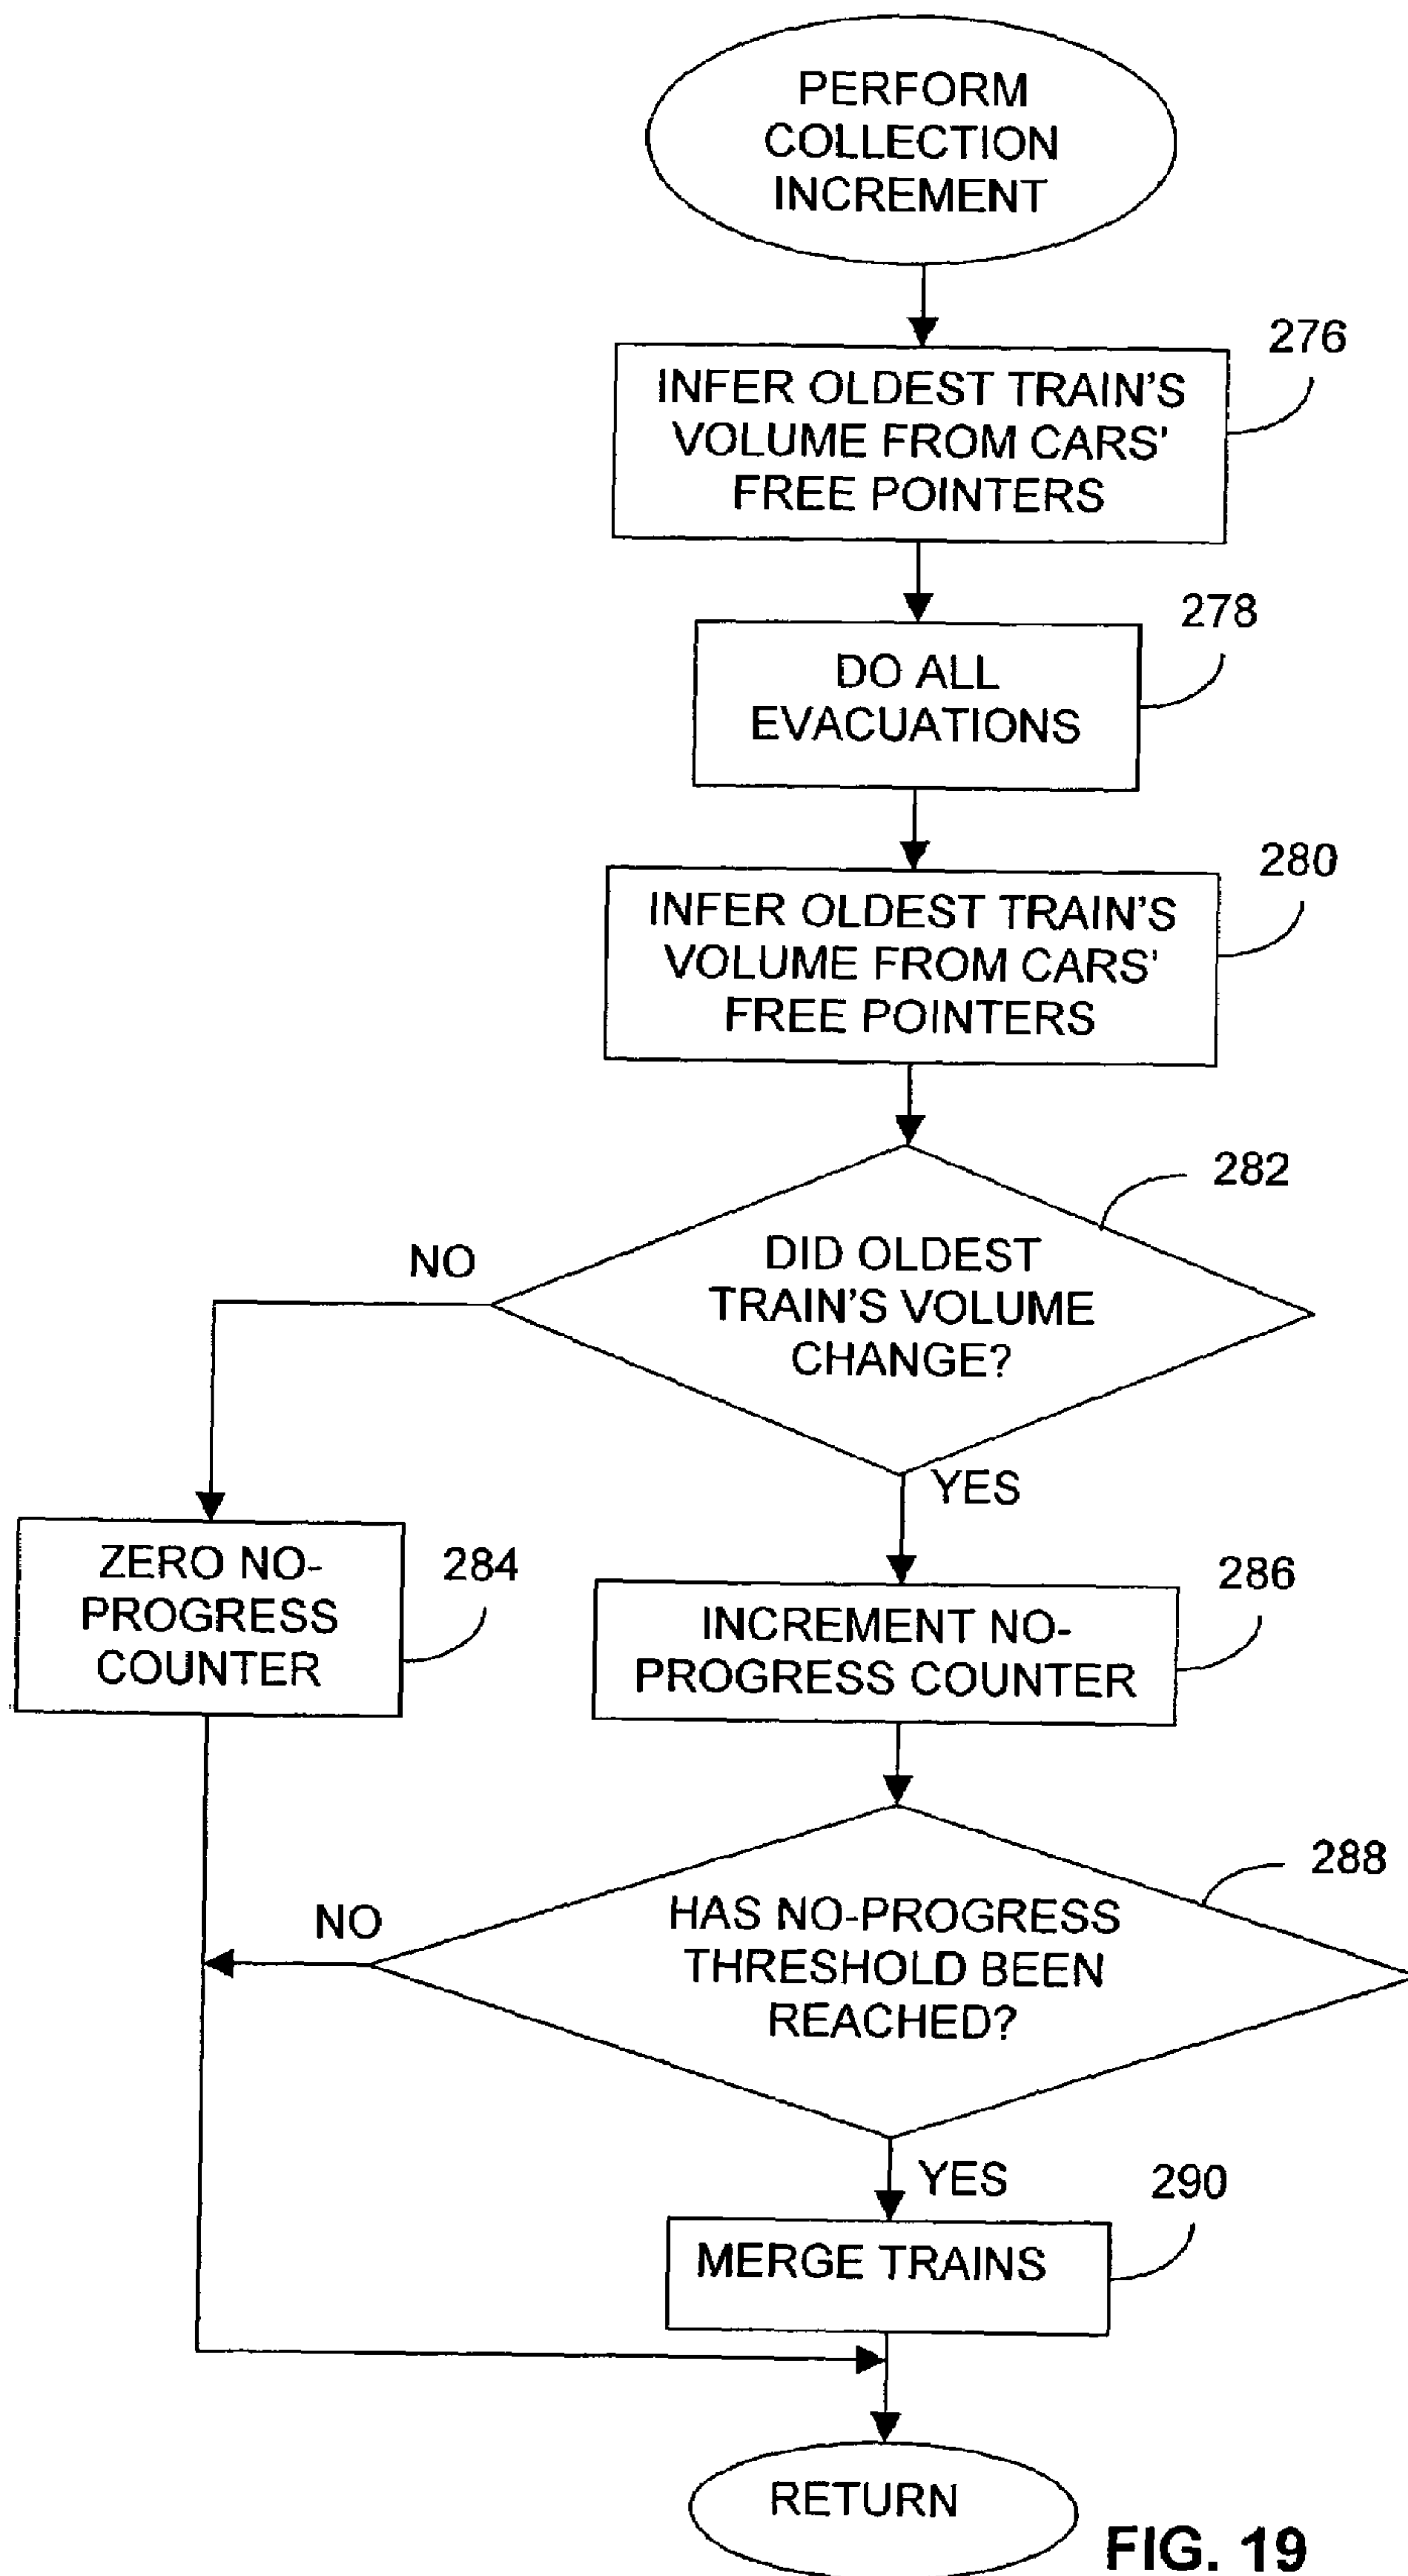 PERFORM
COLLECTION
INCREMENT
276
INFER OLDEST TRAIN'S
VOLUME FROM CARS'
FREE POINTERS
278
DO ALL
EVACUATIONS
280
INFER OLDEST TRAIN'S
VOLUME FROM CARS'
FREE POINTERS
282
NO
DID OLDEST
TRAIN'S VOLUME
CHANGE?
YES
ZERO NO-
PROGRESS
COUNTER
284
286
INCREMENT NO-
PROGRESS COUNTER
288
NO
HAS NO-PROGRESS
THRESHOLD BEEN
REACHED?
YES
290
MERGE TRAINS
RETURN
FIG. 19